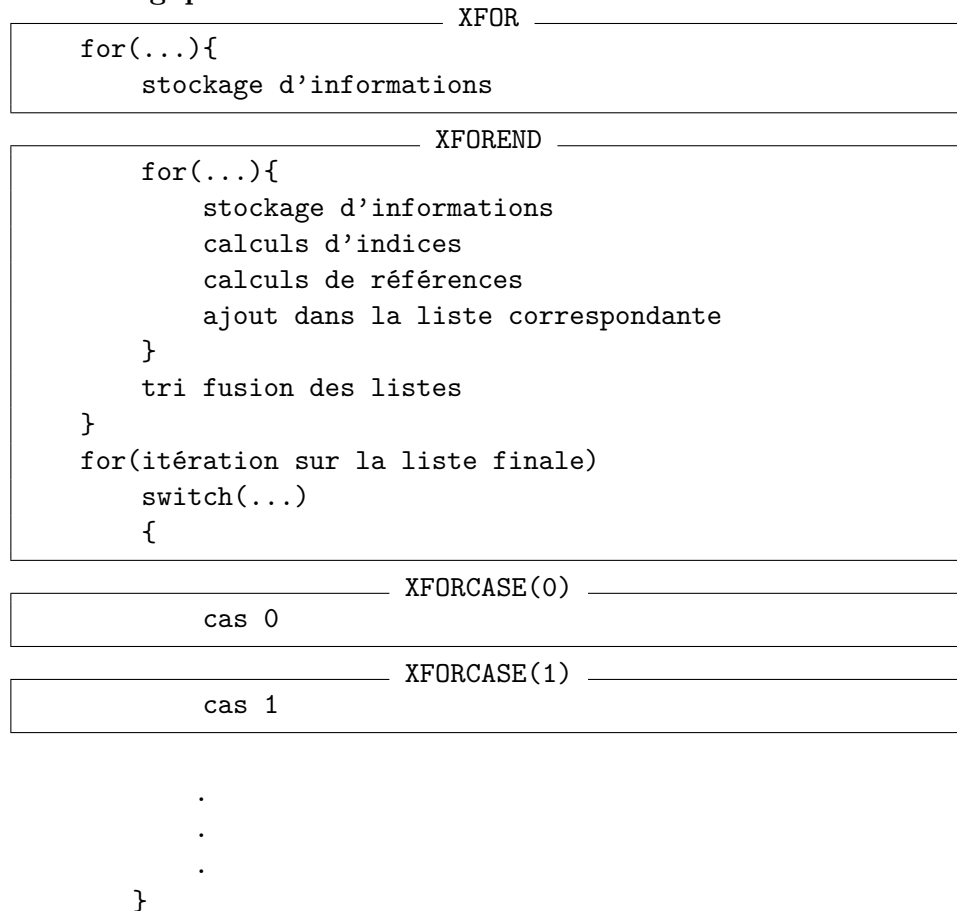 XFOR
for(...){
stockage d'informations
XFOREND
for(...){
stockage d'informations
calculs d'indices
calculs de références
ajout dans la liste correspondante
}
tri fusion des listes
}
for(itération sur la liste finale)
switch(...)
{
XFORCASE(0)
cas 0
XFORCASE(1)
cas 1
.
.
.
}